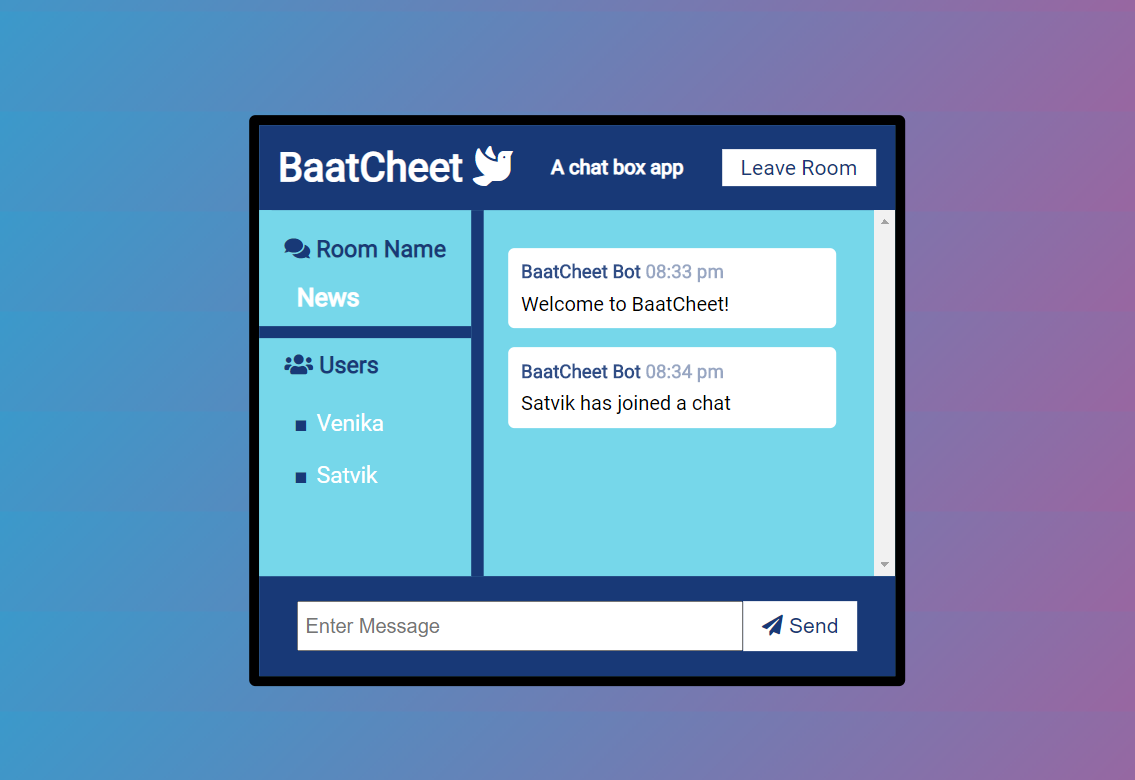 BaatCheet
A chat box app
Leave Room
Room Name
News
Users
Venika
Satvik
BaatCheet Bot 08:33 pm
Welcome to BaatCheet!
BaatCheet Bot 08:34 pm
Satvik has joined a chat
Enter Message
Send